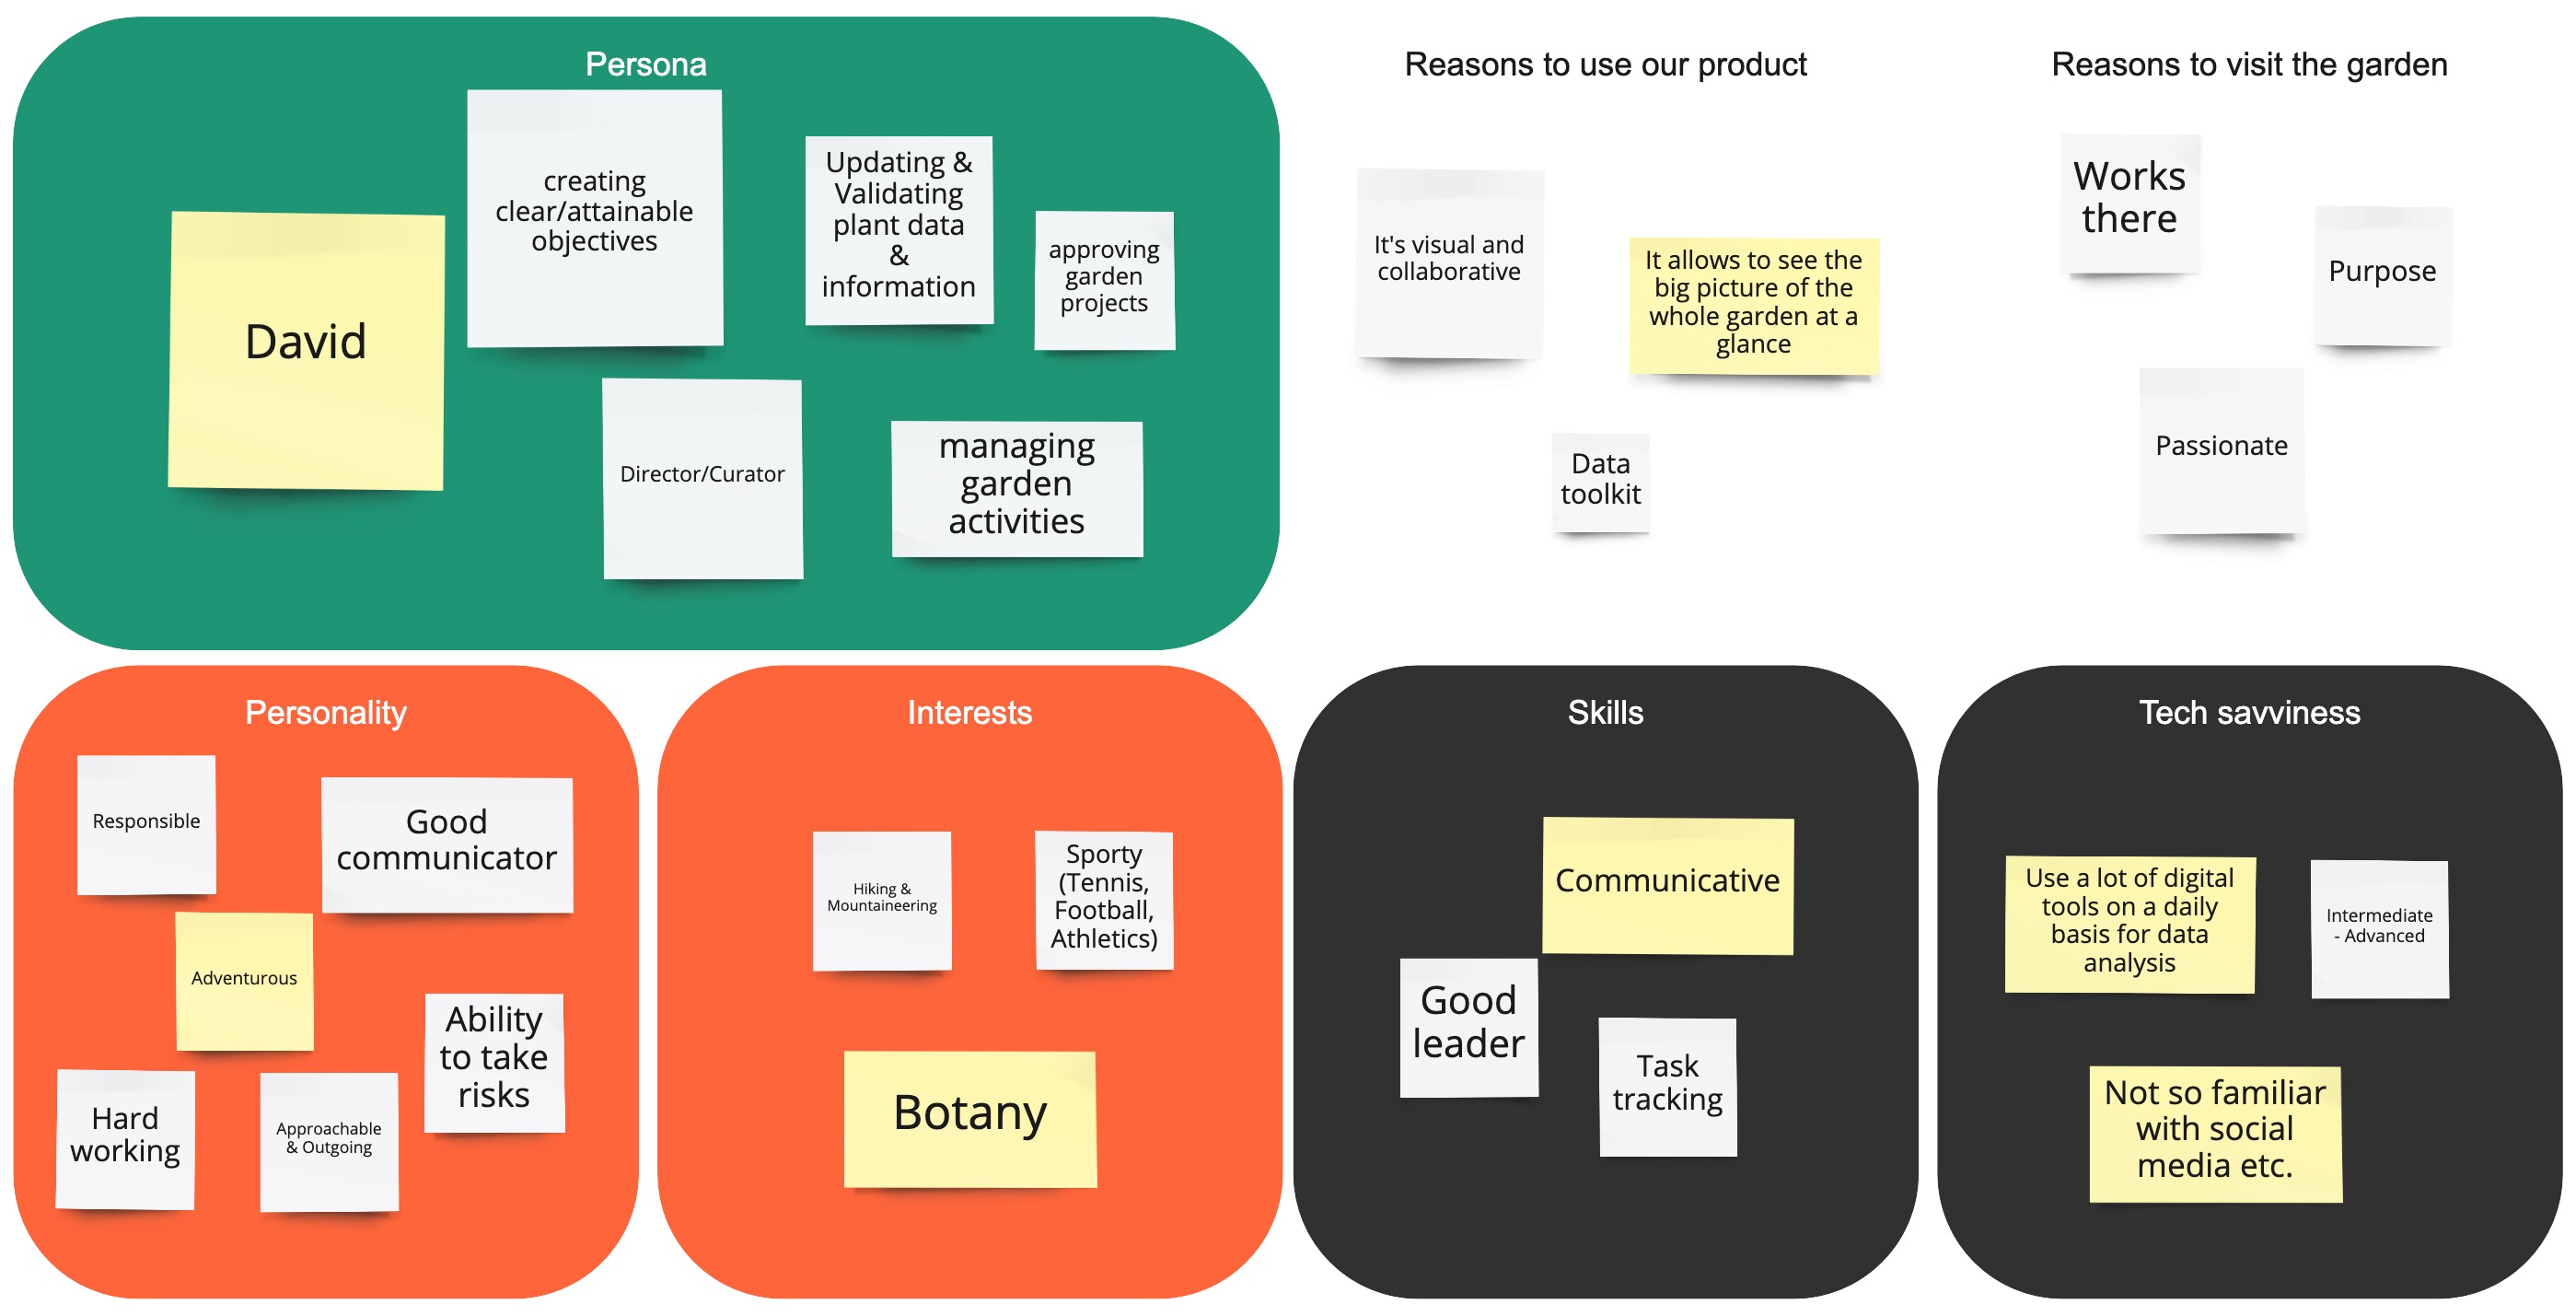 Persona
David
creating
clear/attainable
objectives
Updating &
Validating
plant data
&
information
approving
garden
projects
Director/Curator
managing
garden
activities
Reasons to use our product
It's visual and
collaborative
It allows to see the
big picture of the
whole garden at a
glance
Data
toolkit
Reasons to visit the garden
Works
there
Purpose
Passionate
Personality
Responsible
Good
communicator
Adventurous
Ability
to take
risks
Hard
working
Approachable
& Outgoing
Interests
Hiking &
Mountaineering
Sporty
(Tennis,
Football,
Athletics)
Botany
Skills
Communicative
Good
leader
Task
tracking
Tech savviness
Use a lot of digital
tools on a daily
basis for data
analysis
Intermediate
- Advanced
Not so familiar
with social
media etc.